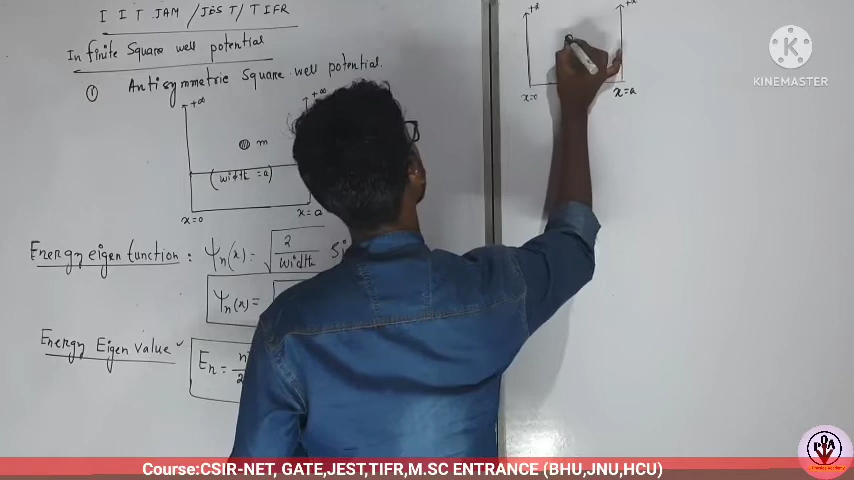 I I T JAM /JEST/ TIFR
Infinite Square well potential
① Antisymmetric Square well potential.
+∞ +∞
m
(width = a)
x=0 x=a
Energy eigen function : ψn(x)= √2/width Si
ψn(x)=
Energy Eigen value
En = n
2
+∞ +∞
x=0 x=a
KINEMASTER
Course:CSIR-NET, GATE,JEST,TIFR,M.SC ENTRANCE (BHU,JNU,HCU)